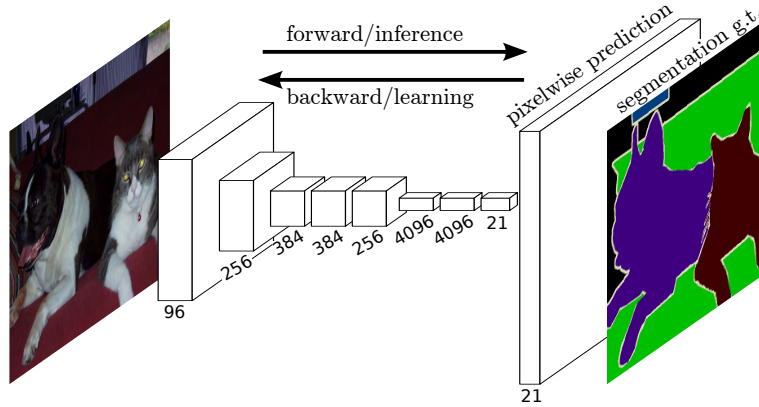 forward/inference
backward/learning
pixelwise prediction
segmentation g.t.
96
256
384
384
256
4096
4096
21
21